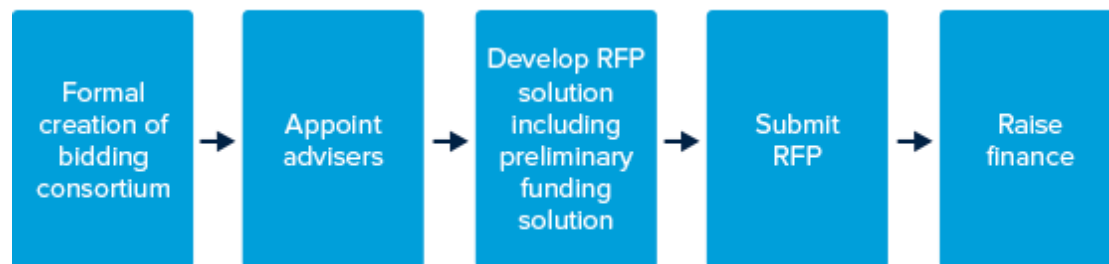 Formal
creation of
bidding
consortium
Appoint
advisers
Develop RFP
solution
including
preliminary
funding
solution
Submit
RFP
Raise
finance